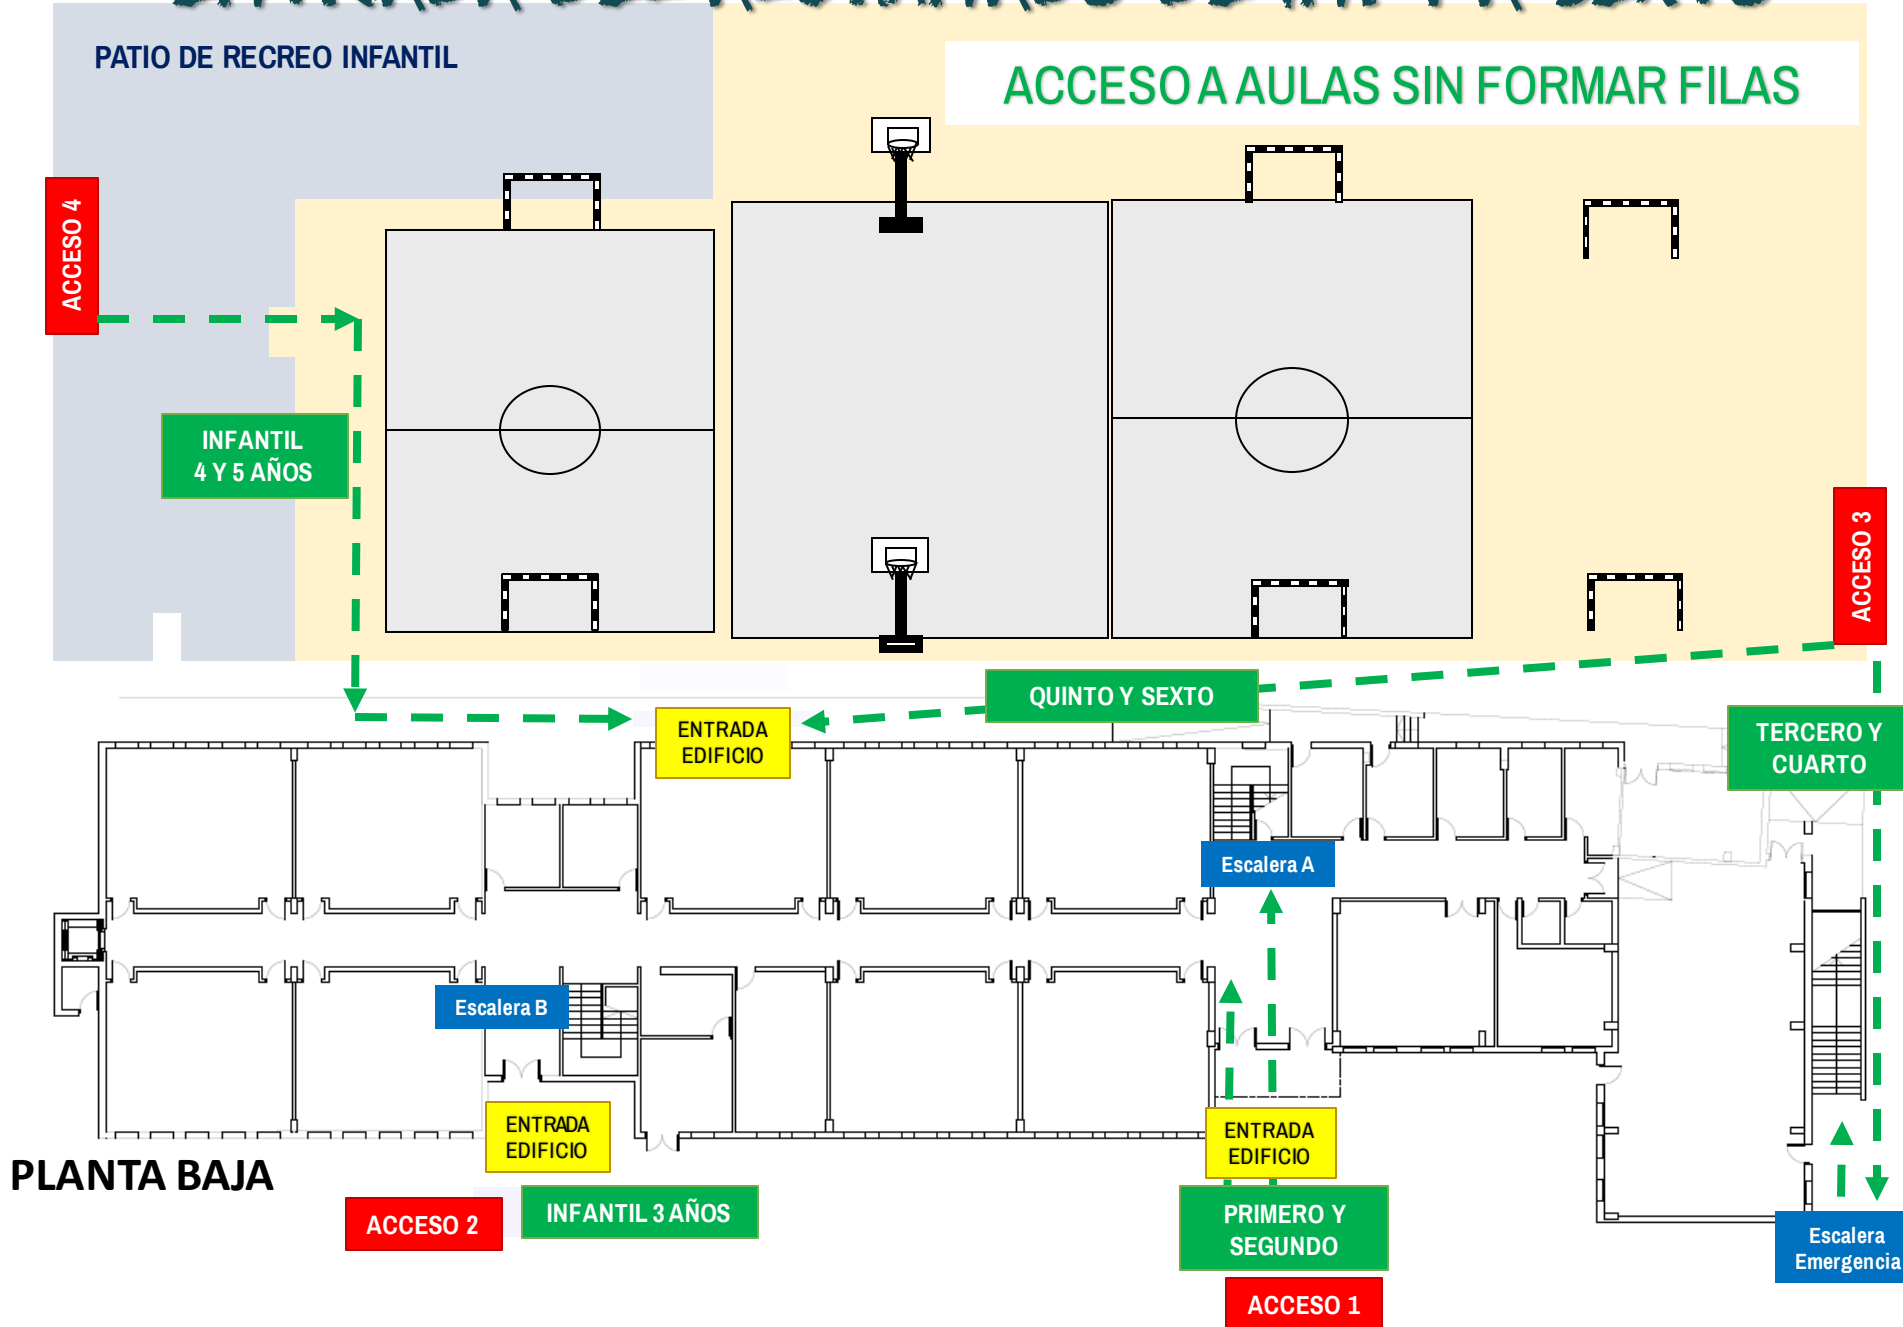 PATIO DE RECREO INFANTIL
ACCESO A AULAS SIN FORMAR FILAS
ACCESO 4
INFANTIL
4 Y 5 AÑOS
ACCESO 3
QUINTO Y SEXTO
ENTRADA
EDIFICIO
TERCERO Y
CUARTO
Escalera A
Escalera B
ENTRADA
EDIFICIO
ENTRADA
EDIFICIO
PLANTA BAJA
ACCESO 2
INFANTIL 3 AÑOS
PRIMERO Y
SEGUNDO
Escalera
Emergencia
ACCESO 1